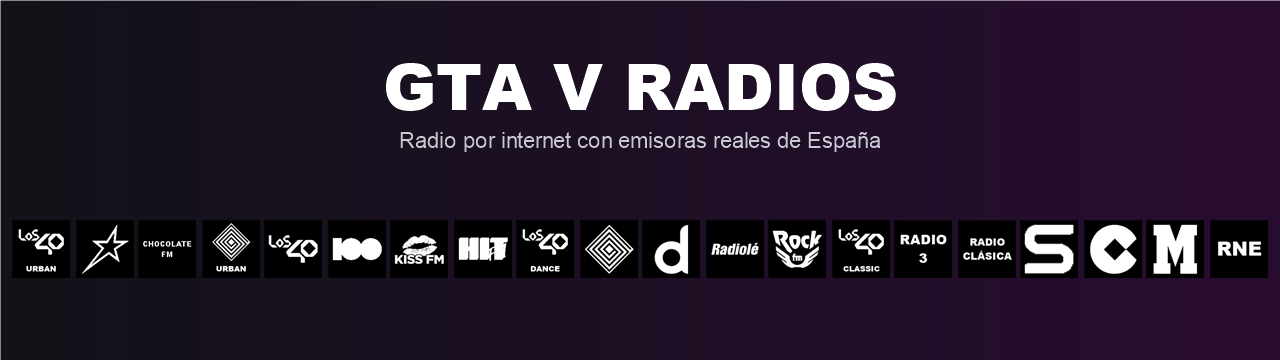 GTA V RADIOS
Radio por internet con emisoras reales de España
LOS 40
URBAN
CHOCOLATE
FM
URBAN
LOS 40
100
KISS FM
HIT
LOS 40
DANCE
d
Radiolé
Rock
fm
LOS 40
CLASSIC
RADIO
3
RADIO
CLÁSICA
S
C
M
RNE